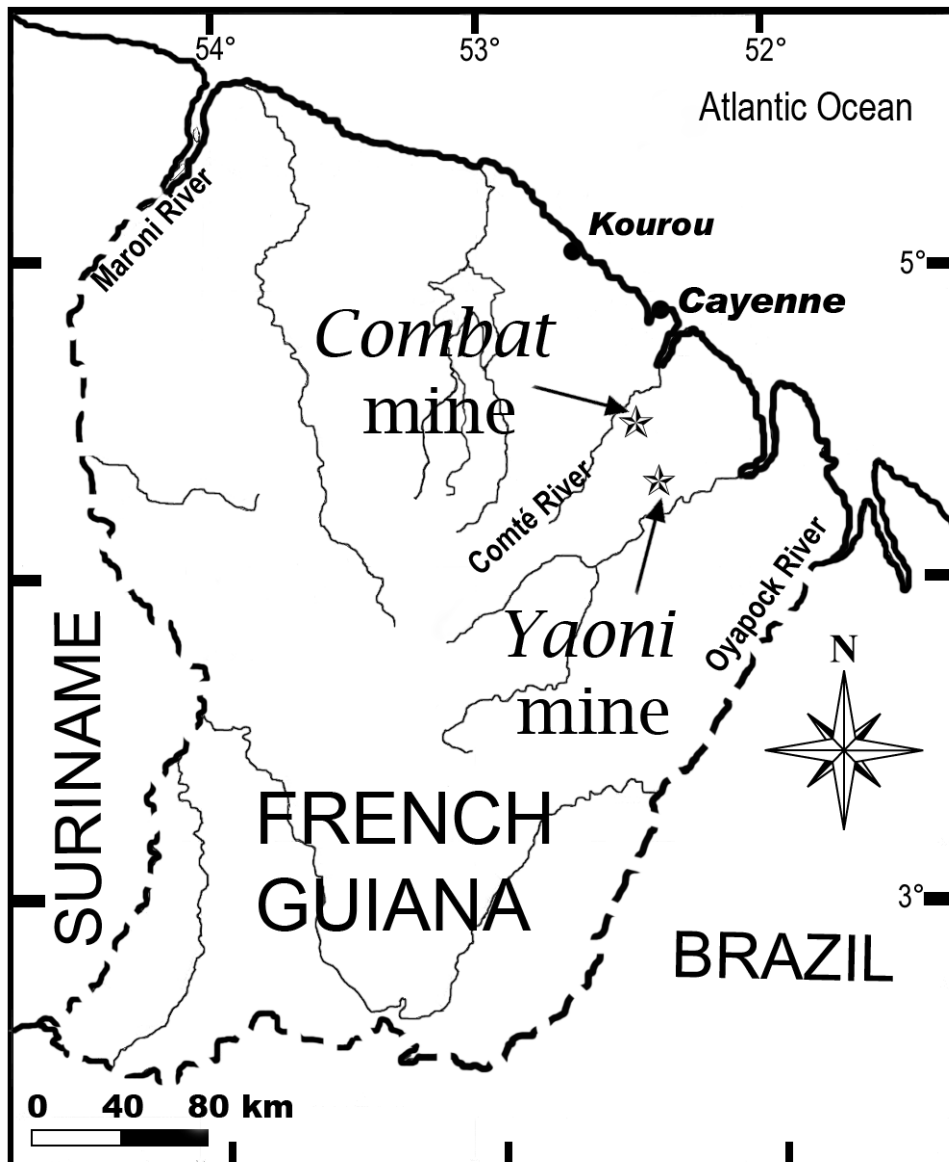 54°
53°
52°
Atlantic Ocean
Maroni River
Kourou
5°
Cayenne
Combat
mine
Comté River
Yaoni
mine
Oyapock River
N
SURINAME
FRENCH
GUIANA
3°
BRAZIL
0 40 80 km